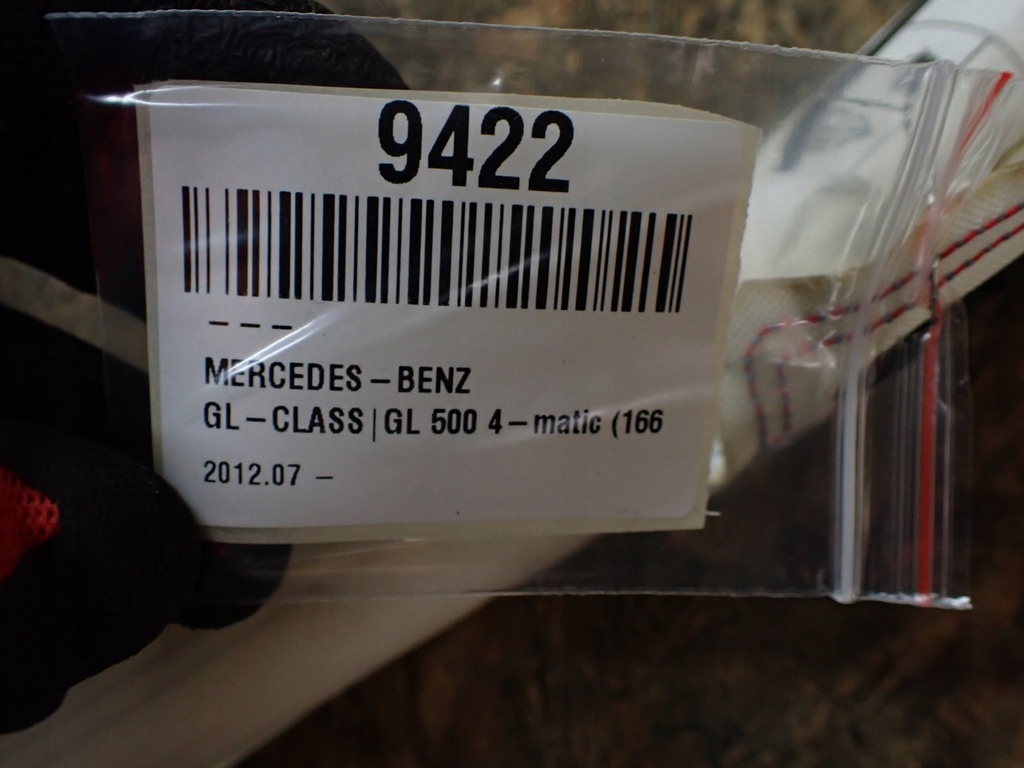 9422
– – –
MERCEDES – BENZ
GL – CLASS | GL 500 4 – matic (166
2012.07 –